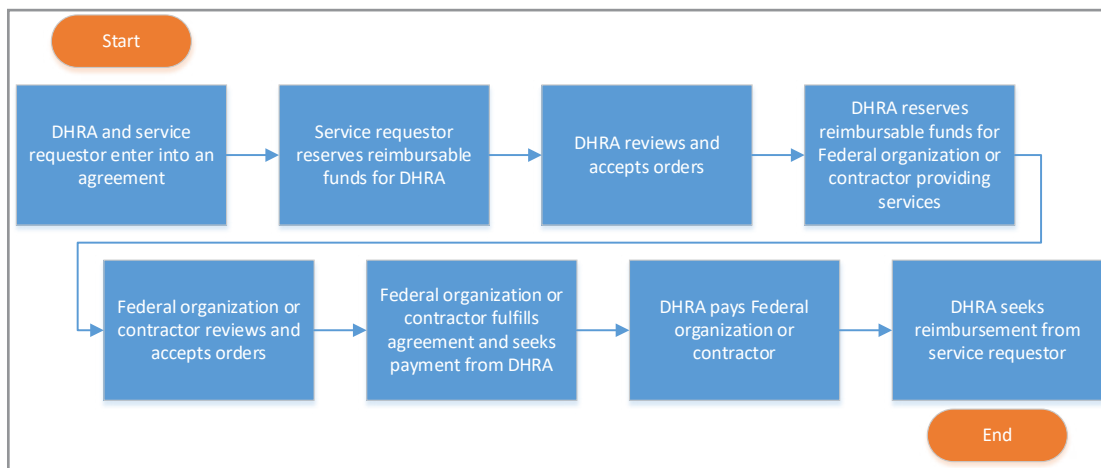 Start
DHRA and service
requestor enter into an
agreement
Service requestor
reserves reimbursable
funds for DHRA
DHRA reviews and
accepts orders
DHRA reserves
reimbursable funds for
Federal organization or
contractor providing
services
Federal organization or
contractor reviews and
accepts orders
Federal organization or
contractor fulfills
agreement and seeks
payment from DHRA
DHRA pays Federal
organization or
contractor
DHRA seeks
reimbursement from
service requestor
End